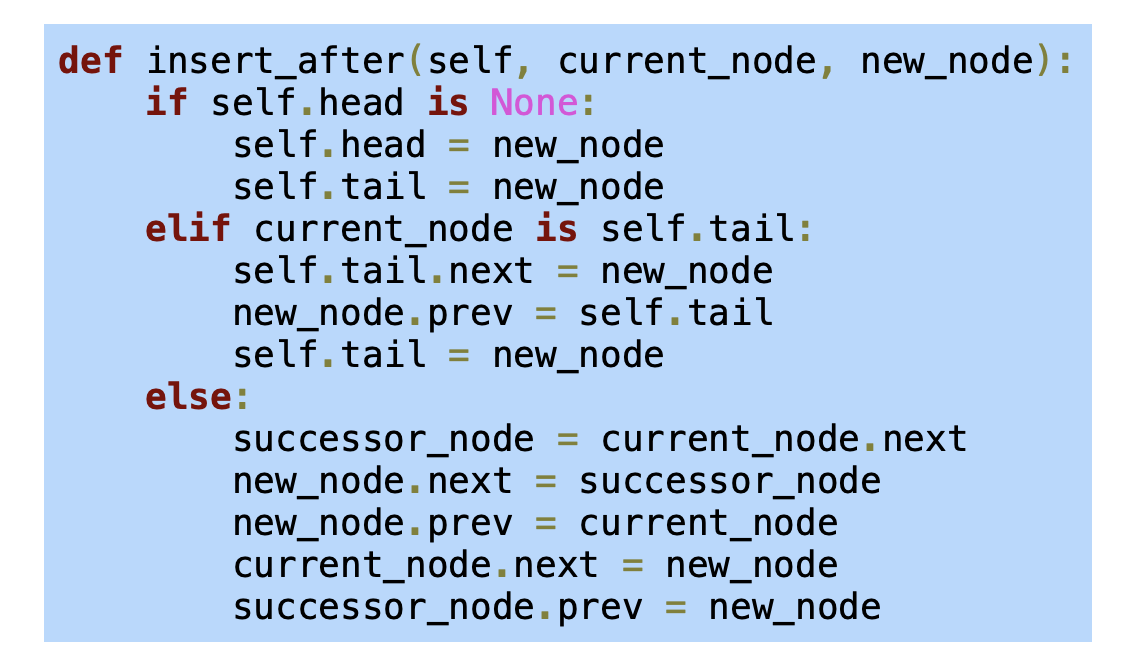 def insert_after(self, current_node, new_node):
    if self.head is None:
        self.head = new_node
        self.tail = new_node
    elif current_node is self.tail:
        self.tail.next = new_node
        new_node.prev = self.tail
        self.tail = new_node
    else:
        successor_node = current_node.next
        new_node.next = successor_node
        new_node.prev = current_node
        current_node.next = new_node
        successor_node.prev = new_node